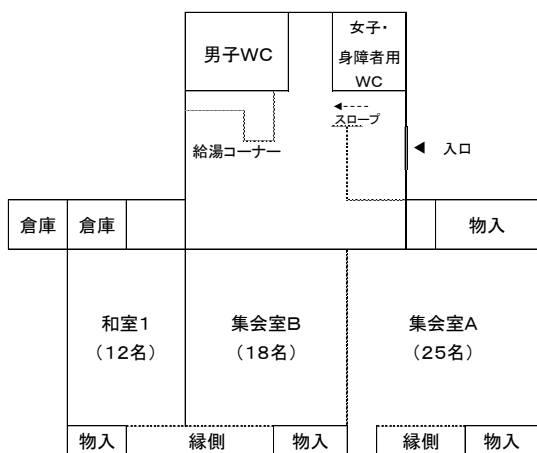 男子WC
女子・
身障者用
WC
スロープ
給湯コーナー
入口
倉庫
倉庫
物入
和室1
（12名）
集会室B
（18名）
集会室A
（25名）
物入
縁側
物入
縁側
物入